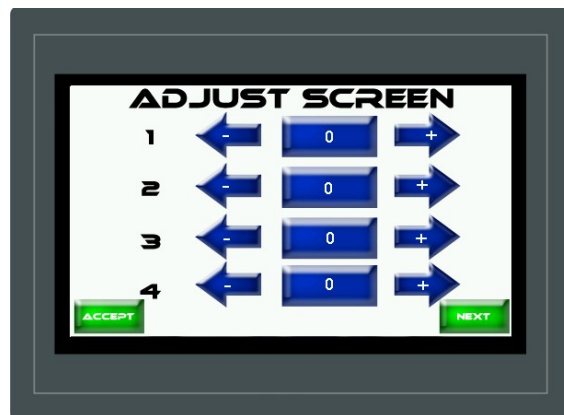 ADJUST SCREEN
1 - 0 +
2 - 0 +
3 - 0 +
4 - 0 +
ACCEPT NEXT